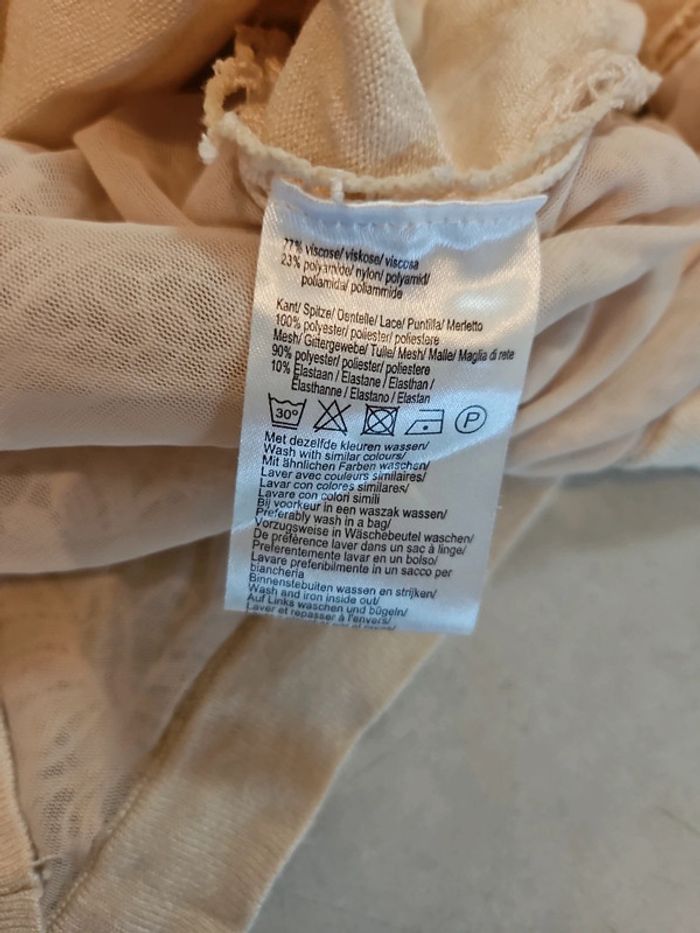 77% viscose/ viskose/ viscosa
23% polyamide/ nylon/ polyamid/
poliamida/ poliammide
Kant/ Spitze/ Dentelle/ Lace/ Puntilla/ Merletto
100% polyester/ poliester/ poliestere
Mesh/ Gittergewebe/ Tulle/ Mesh/ Malle/ Maglia di rete
90% polyester/ poliester/ poliestere
10% Elastaan / Elastane / Elasthan /
Elasthanne / Elastano / Elastan
30° P
Met dezelfde kleuren wassen/
Wash with similar colours/
Mit ähnlichen Farben waschen/
Laver avec couleurs similaires/
Lavar con colores similares/
Lavare con colori simili
Bij voorkeur in een waszak wassen/
Preferably wash in a bag/
Vorzugsweise in Wäschebeutel waschen/
De préférence laver dans un sac à linge/
Preferentemente lavar en un bolso/
Lavare preferibilmente in un sacco per
biancheria
Binnenstebuiten wassen en strijken/
Wash and iron inside out/
Auf Links waschen und bügeln/
Laver et repasser à l'envers/